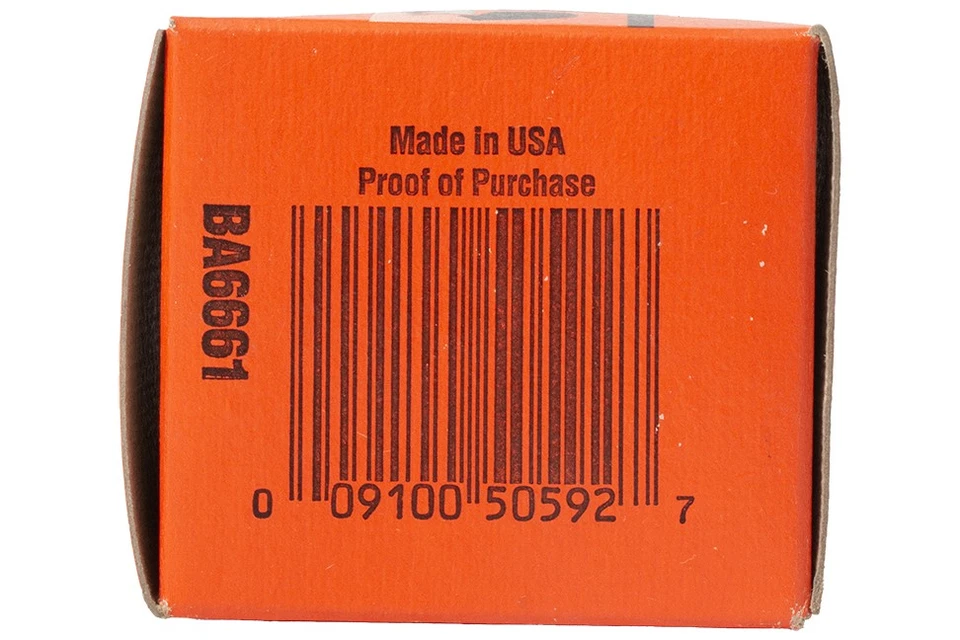 Made in USA
Proof of Purchase
BA6661
0 09100 50592 7